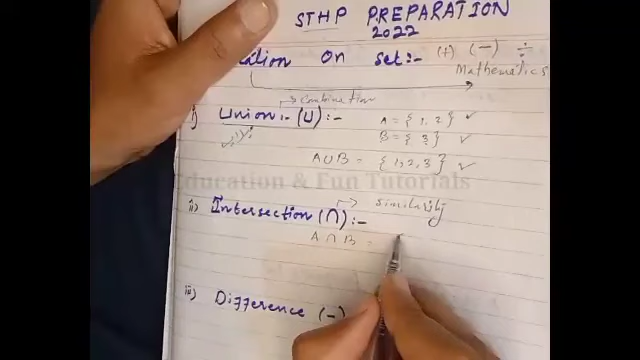 STHP PREPARATION
2022
ation on set:-
(+) (-) ÷
Mathematics
Combination
i) Union:- (U):-
A = { 1, 2 } ✓
B = { 3 } ✓
A∪B = { 1, 2, 3 } ✓
Education & Fun Tutorials
similarity
ii) Intersection (∩):-
A ∩ B =
iii) Difference (-)